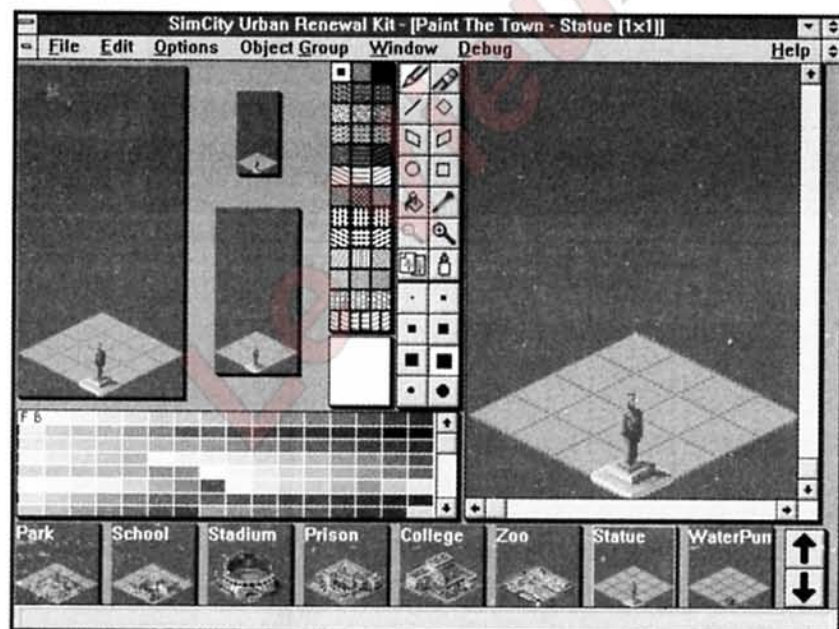 SimCity Urban Renewal Kit - [Paint The Town - Statue (1x1)]
File Edit Options Object Group Window Debug Help
F B
Park School Stadium Prison College Zoo Statue WaterPum